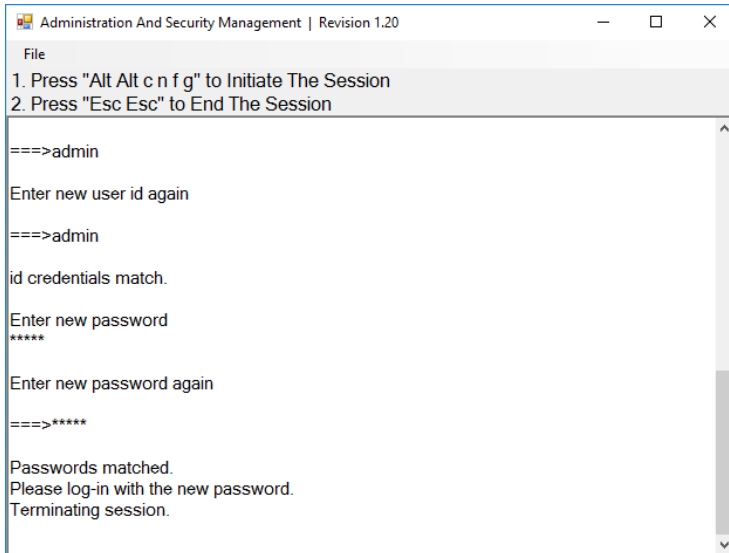 Administration And Security Management | Revision 1.20
File
1. Press "Alt Alt c n f g" to Initiate The Session
2. Press "Esc Esc" to End The Session
===>admin
Enter new user id again
===>admin
id credentials match.
Enter new password
*****
Enter new password again
===>*****
Passwords matched.
Please log-in with the new password.
Terminating session.